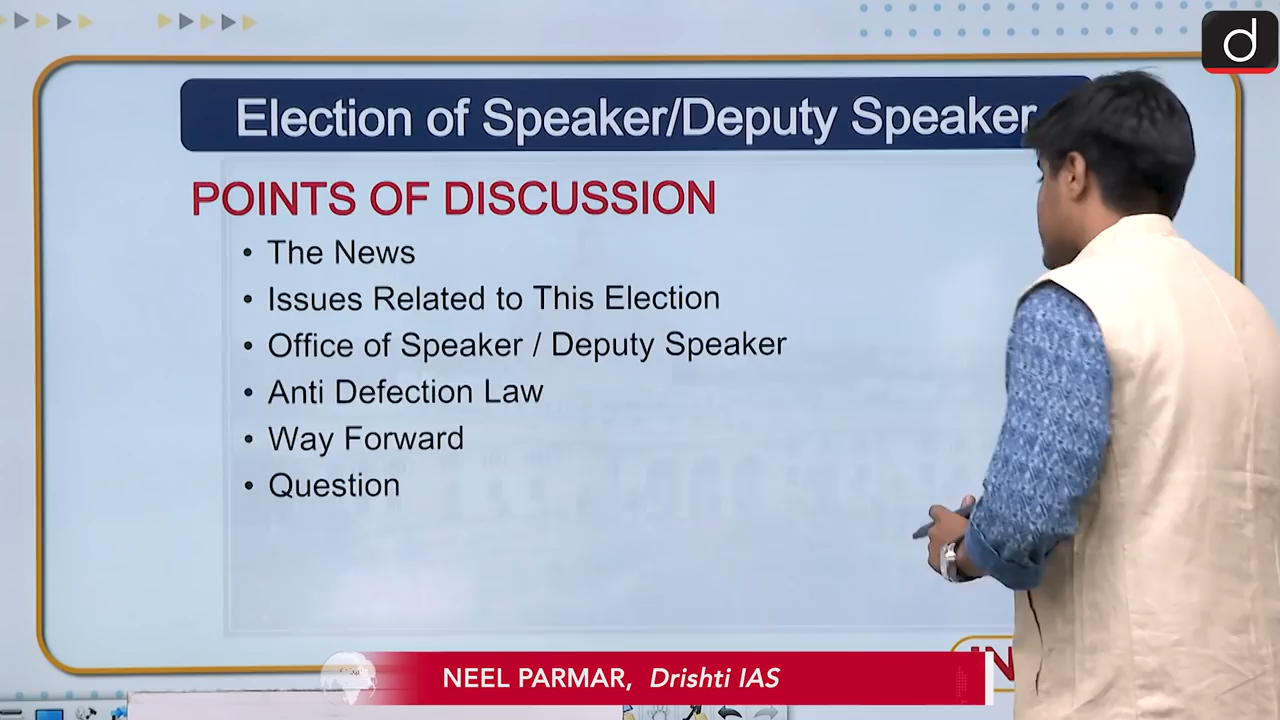 d
Election of Speaker/Deputy Speaker
POINTS OF DISCUSSION
• The News
• Issues Related to This Election
• Office of Speaker / Deputy Speaker
• Anti Defection Law
• Way Forward
• Question
NEEL PARMAR, Drishti IAS